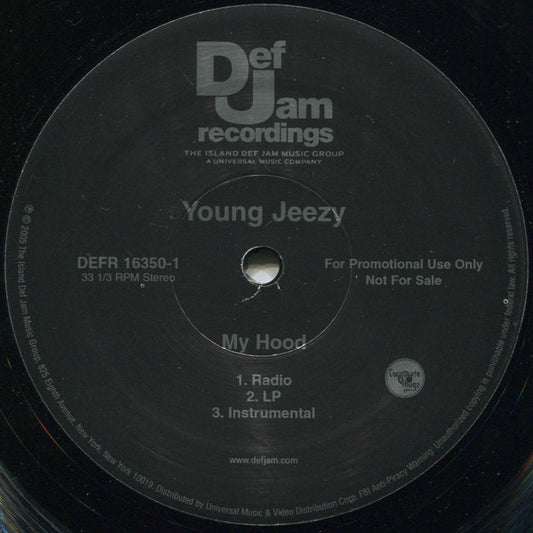 Def
Jam
recordings
THE ISLAND DEF JAM MUSIC GROUP
A UNIVERSAL MUSIC COMPANY
Young Jeezy
DEFR 16350-1
33 1/3 RPM Stereo
For Promotional Use Only
Not For Sale
My Hood
1. Radio
2. LP
3. Instrumental
Corporate
Thugz
www.defjam.com
℗ © 2005 The Island Def Jam Music Group, 825 Eighth Avenue, New York, New York 10019. Distributed by Universal Music & Video Distribution Corp. FBI Anti-Piracy Warning: Unauthorized copying is punishable under federal law. All rights reserved.